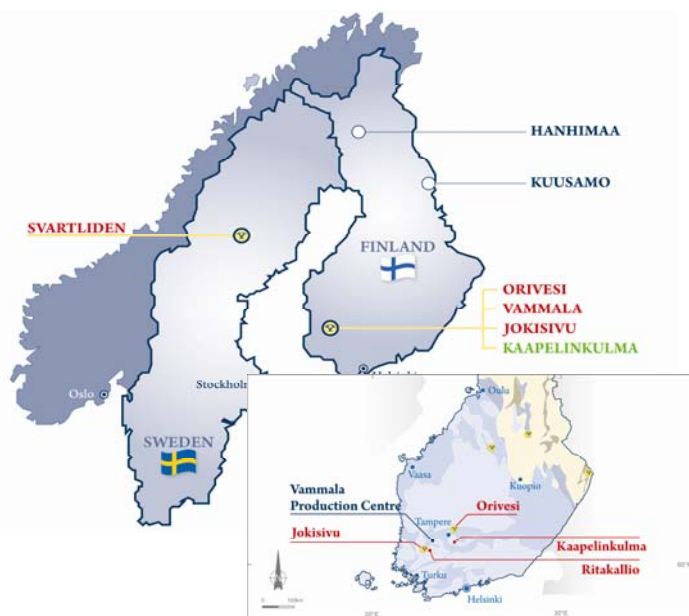 HANHIMAA
KUUSAMO
SVARTLIDEN
FINLAND
ORIVESI
VAMMALA
JOKISIVU
KAAPELINKULMA
Oslo
Stockholm
SWEDEN
Oulu
Vaasa
Kuopio
Vammala
Production Centre
Tampere
Orivesi
Jokisivu
Kaapelinkulma
Ritakallio
Turku
Helsinki
100km